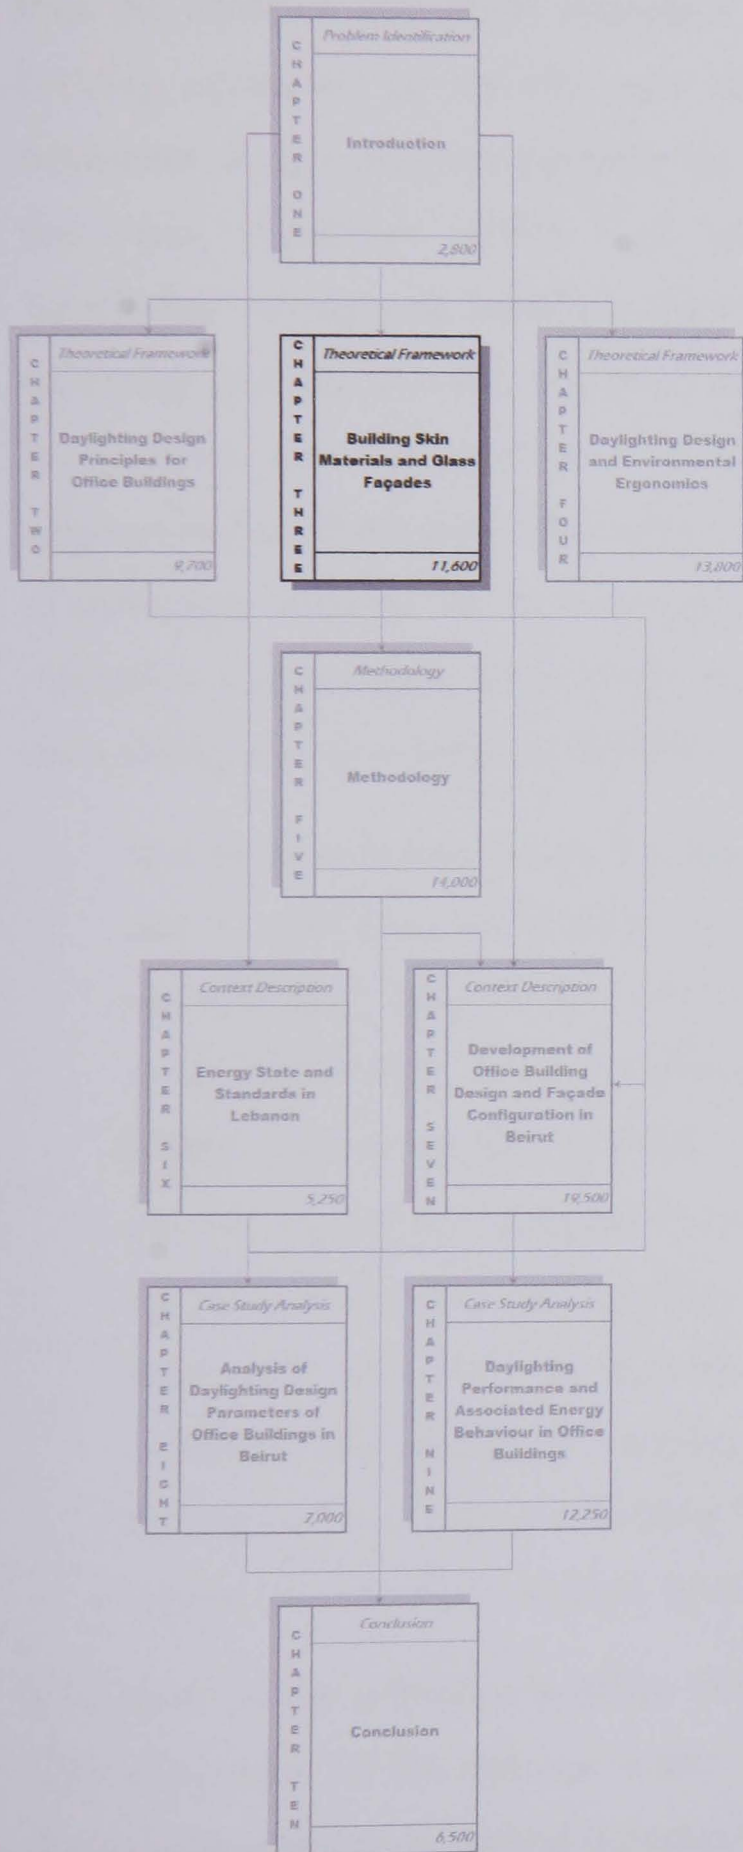 CHAPTER ONE
Problem Identification
Introduction
2,800
CHAPTER TWO
Theoretical Framework
Daylighting Design
Principles for
Office Buildings
9,700
CHAPTER THREE
Theoretical Framework
Building Skin
Materials and Glass
Façades
11,600
CHAPTER FOUR
Theoretical Framework
Daylighting Design
and Environmental
Ergonomics
13,800
CHAPTER FIVE
Methodology
Methodology
14,000
CHAPTER SIX
Context Description
Energy State and
Standards in
Lebanon
5,250
CHAPTER SEVEN
Context Description
Development of
Office Building
Design and Façade
Configuration in
Beirut
19,500
CHAPTER EIGHT
Case Study Analysis
Analysis of
Daylighting Design
Parameters of
Office Buildings in
Beirut
7,000
CHAPTER NINE
Case Study Analysis
Daylighting
Performance and
Associated Energy
Behaviour in Office
Buildings
12,250
CHAPTER TEN
Conclusion
Conclusion
6,500